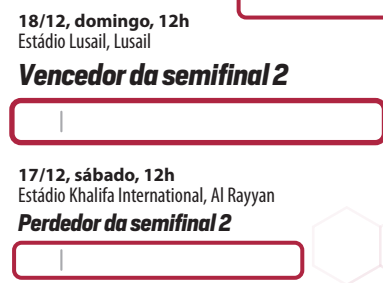 18/12, domingo, 12h
Estádio Lusail, Lusail
Vencedor da semifinal 2
17/12, sábado, 12h
Estádio Khalifa International, Al Rayyan
Perdedor da semifinal 2